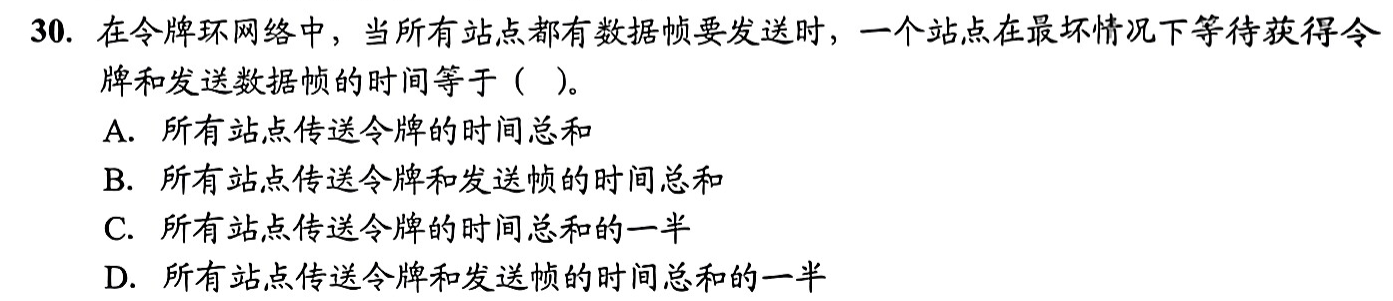 30. 在令牌环网络中，当所有站点都有数据帧要发送时，一个站点在最坏情况下等待获得令
牌和发送数据帧的时间等于（ ）。
A. 所有站点传送令牌的时间总和
B. 所有站点传送令牌和发送帧的时间总和
C. 所有站点传送令牌的时间总和的一半
D. 所有站点传送令牌和发送帧的时间总和的一半